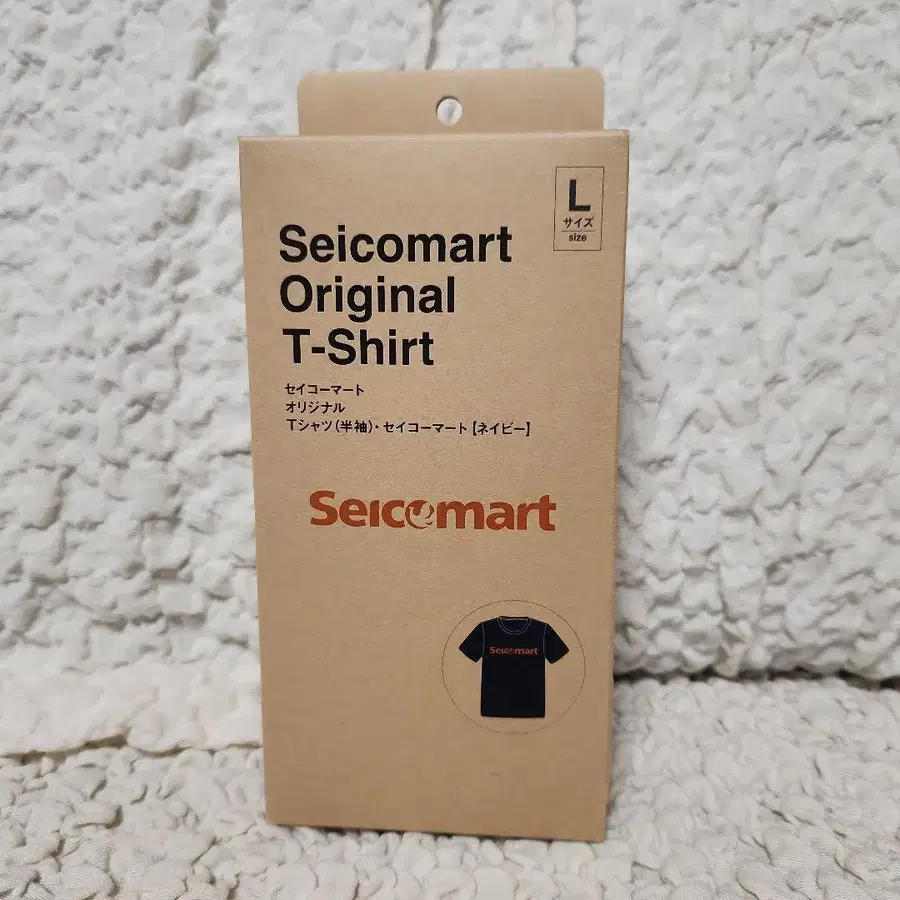 L
サイズ
size
Seicomart
Original
T-Shirt
セイコーマート
オリジナル
Tシャツ(半袖)・セイコーマート【ネイビー】
Seicomart
Seicomart